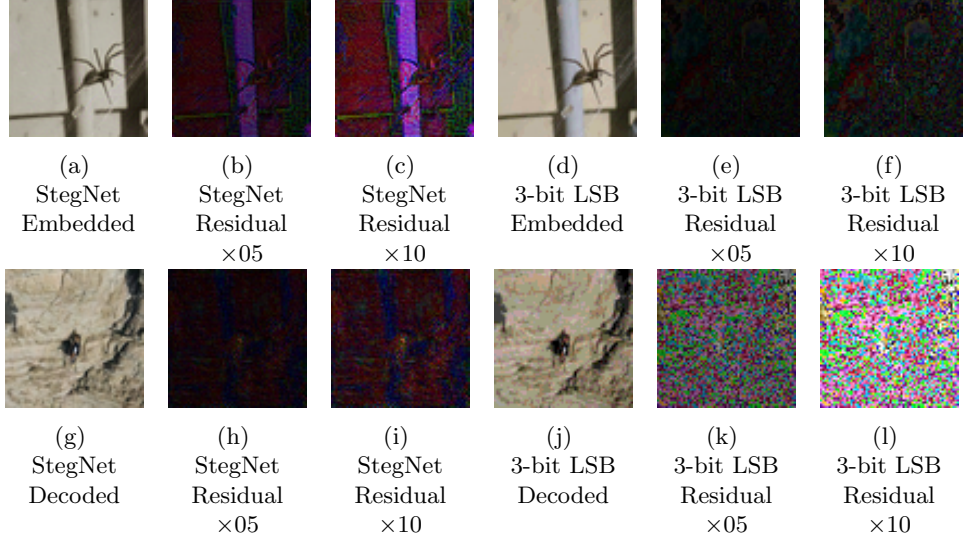 (a)
StegNet
Embedded
(b)
StegNet
Residual
×05
(c)
StegNet
Residual
×10
(d)
3-bit LSB
Embedded
(e)
3-bit LSB
Residual
×05
(f)
3-bit LSB
Residual
×10
(g)
StegNet
Decoded
(h)
StegNet
Residual
×05
(i)
StegNet
Residual
×10
(j)
3-bit LSB
Decoded
(k)
3-bit LSB
Residual
×05
(l)
3-bit LSB
Residual
×10